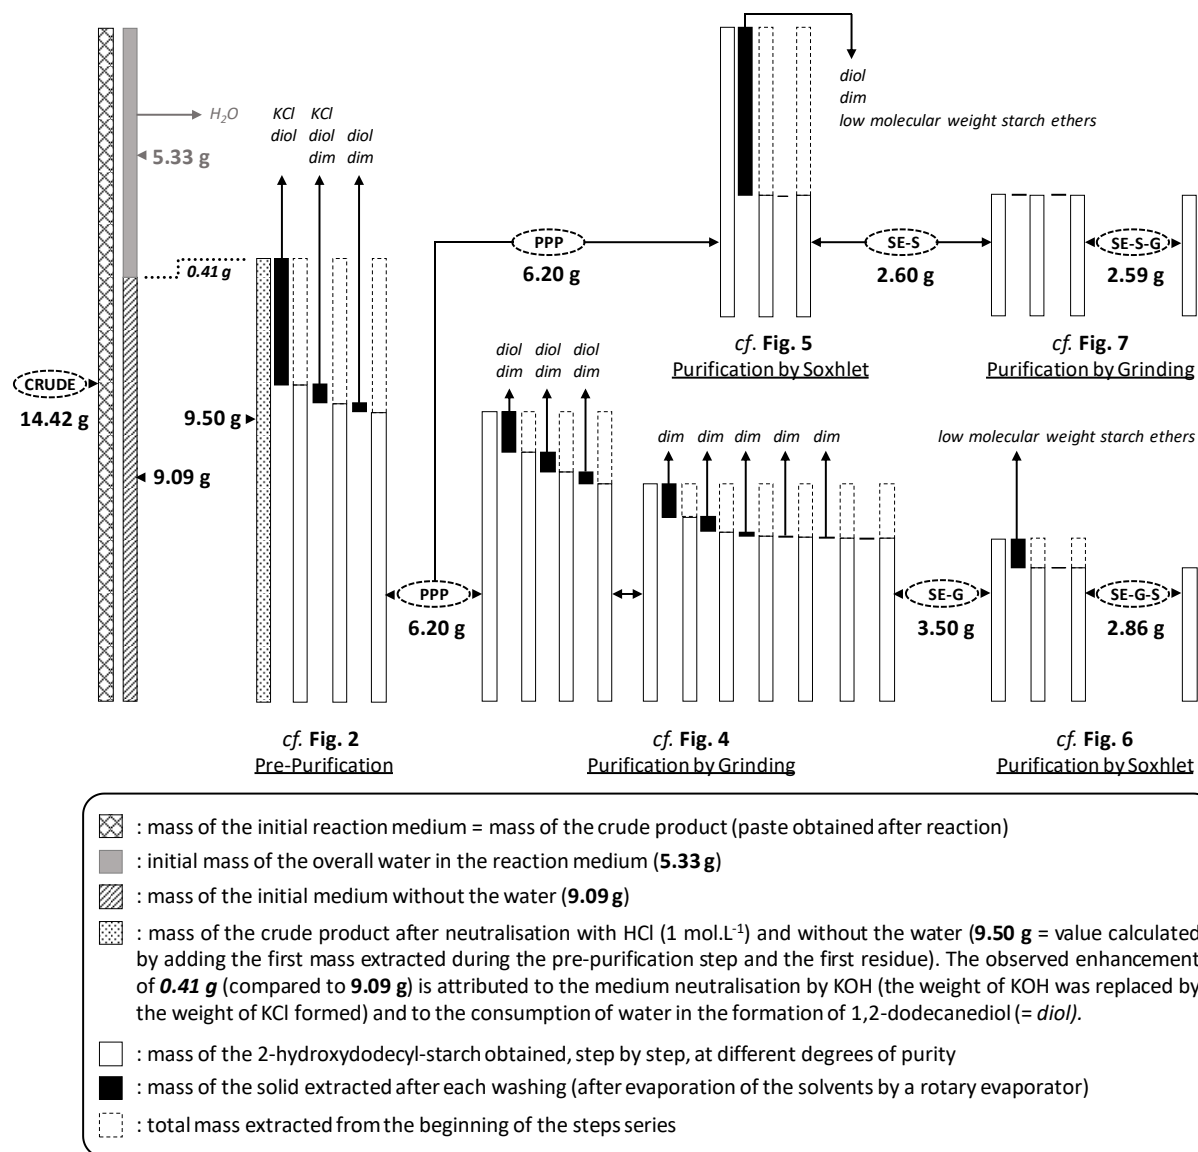 H2O
5.33 g
0.41 g
CRUDE
14.42 g
9.09 g
KCl
diol
KCl
diol
dim
diol
dim
9.50 g
cf. Fig. 2
Pre-Purification
PPP
6.20 g
PPP
6.20 g
diol
dim
low molecular weight starch ethers
cf. Fig. 5
Purification by Soxhlet
SE-S
2.60 g
SE-S-G
2.59 g
cf. Fig. 7
Purification by Grinding
diol
dim
diol
dim
diol
dim
dim
dim
dim
dim
dim
cf. Fig. 4
Purification by Grinding
SE-G
3.50 g
low molecular weight starch ethers
SE-G-S
2.86 g
cf. Fig. 6
Purification by Soxhlet
: mass of the initial reaction medium = mass of the crude product (paste obtained after reaction)
: initial mass of the overall water in the reaction medium (5.33 g)
: mass of the initial medium without the water (9.09 g)
: mass of the crude product after neutralisation with HCl (1 mol.L-1) and without the water (9.50 g = value calculated
by adding the first mass extracted during the pre-purification step and the first residue). The observed enhancement
of 0.41 g (compared to 9.09 g) is attributed to the medium neutralisation by KOH (the weight of KOH was replaced by
the weight of KCl formed) and to the consumption of water in the formation of 1,2-dodecanediol (= diol).
: mass of the 2-hydroxydodecyl-starch obtained, step by step, at different degrees of purity
: mass of the solid extracted after each washing (after evaporation of the solvents by a rotary evaporator)
: total mass extracted from the beginning of the steps series